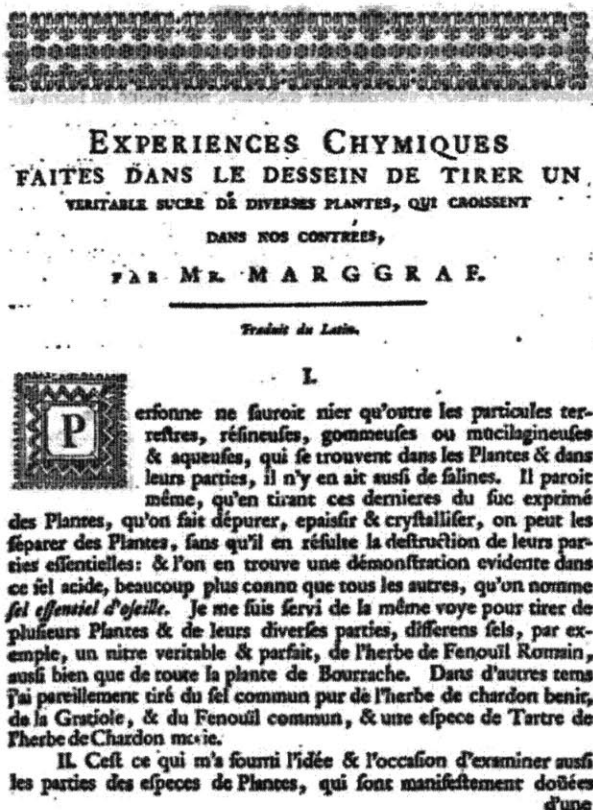 EXPERIENCES CHYMIQUES
FAITES DANS LE DESSEIN DE TIRER UN
VERITABLE SUCRE DE DIVERSES PLANTES, QUI CROISSENT
DANS NOS CONTRÉES,
PAR MR. MARGGRAF.
Traduit du Latin.
I.
Perſonne ne ſauroit nier qu'outre les particules ter-
reſtres, réſineuſes, gommeuſes ou mucilagineuſes
& aqueuſes, qui ſe trouvent dans les Plantes & dans
leurs parties, il n'y en ait auſſi de ſalines. Il paroit
même, qu'en tirant ces dernieres du ſuc exprimé
des Plantes, qu'on fait dépurer, epaiſſir & cryſtalliſer, on peut les
ſéparer des Plantes, ſans qu'il en réſulte la deſtruction de leurs par-
ties eſſentielles: & l'on en trouve une démonſtration evidente dans
ce ſel acide, beaucoup plus connu que tous les autres, qu'on nomme
ſel eſſentiel d'oſeille. Je me ſuis ſervi de la même voye pour tirer de
pluſieurs Plantes & de leurs diverſes parties, differens ſels, par ex-
emple, un nitre veritable & parfait, de l'herbe de Fenouïl Romain,
auſſi bien que de toute la plante de Bourrache. Dans d'autres tems
j'ai pareillement tiré du ſel commun pur de l'herbe de chardon benit,
de la Gratiole, & du Fenouïl commun, & une eſpece de Tartre de
l'herbe de Chardon
II. C'eſt ce qui m'a fourni l'idée & l'occaſion d'examiner auſſi
les parties des eſpeces de Plantes, qui ſont manifeſtement doüées
d'une